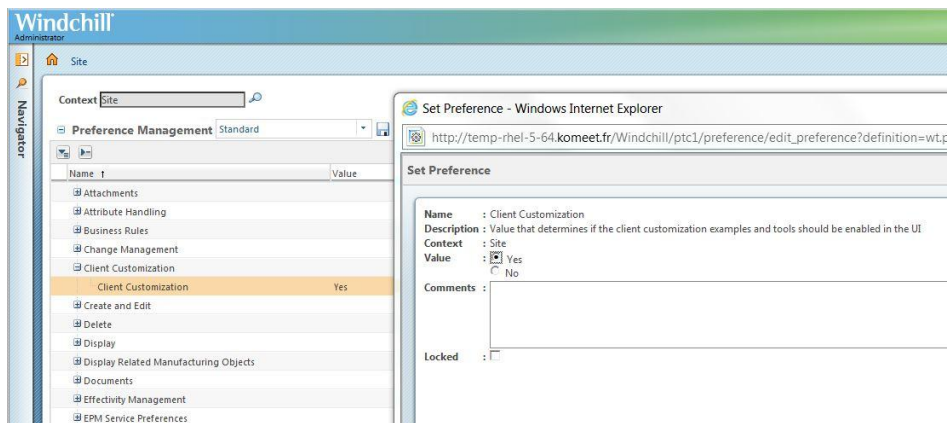 Windchill
Administrator
Site
Navigator
Context Site
Preference Management Standard
Name Value
Attachments
Attribute Handling
Business Rules
Change Management
Client Customization
Client Customization Yes
Create and Edit
Delete
Display
Display Related Manufacturing Objects
Documents
Effectivity Management
EPM Service Preferences
Set Preference - Windows Internet Explorer
http://temp-rhel-5-64.komeet.fr/Windchill/ptc1/preference/edit_preference?definition=wt.p
Set Preference
Name : Client Customization
Description : Value that determines if the client customization examples and tools should be enabled in the UI
Context : Site
Value : Yes
No
Comments :
Locked :